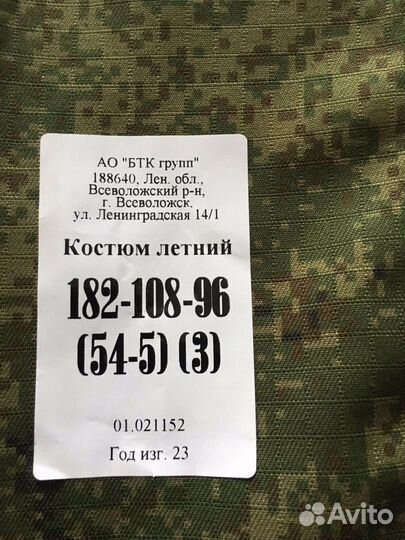 АО "БТК групп"
188640, Лен. обл.,
Всеволожский р-н,
г. Всеволожск.
ул. Ленинградская 14/1
Костюм летний
182-108-96
(54-5) (3)
01.021152
Год изг. 23
Avito